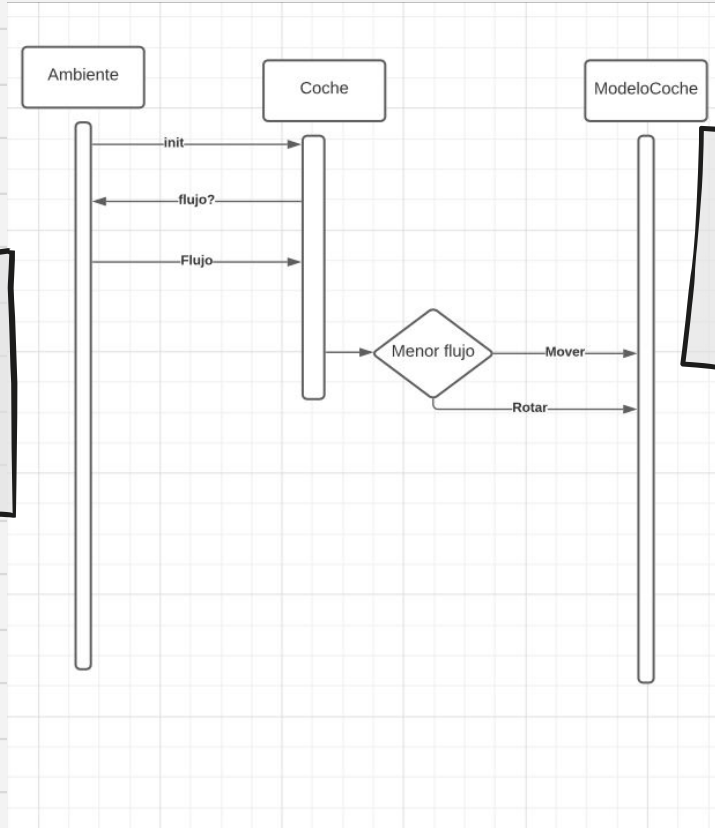 Ambiente
Coche
ModeloCoche
init
flujo?
Flujo
Menor flujo
Mover
Rotar